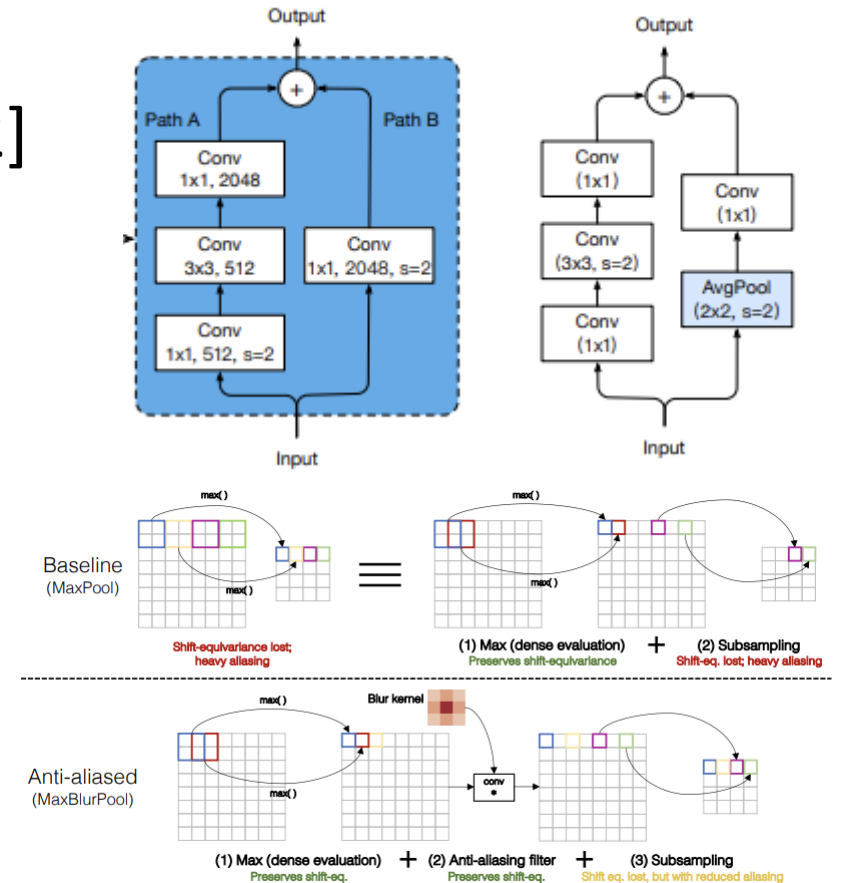 ]
Output
Path A
Path B
Conv
1x1, 2048
Conv
3x3, 512
Conv
1x1, 2048, s=2
Conv
1x1, 512, s=2
Input
Output
Conv
(1x1)
Conv
(1x1)
Conv
(3x3, s=2)
AvgPool
(2x2, s=2)
Conv
(1x1)
Input
Baseline
(MaxPool)
max( )
max( )
Shift-equivariance lost;
heavy aliasing
max( )
max( )
(1) Max (dense evaluation)
Preserves shift-equivariance
+
(2) Subsampling
Shift-eq. lost; heavy aliasing
Anti-aliased
(MaxBlurPool)
max( )
max( )
Blur kernel
conv
*
(1) Max (dense evaluation)
Preserves shift-eq.
+
(2) Anti-aliasing filter
Preserves shift-eq.
+
(3) Subsampling
Shift eq. lost, but with reduced aliasing